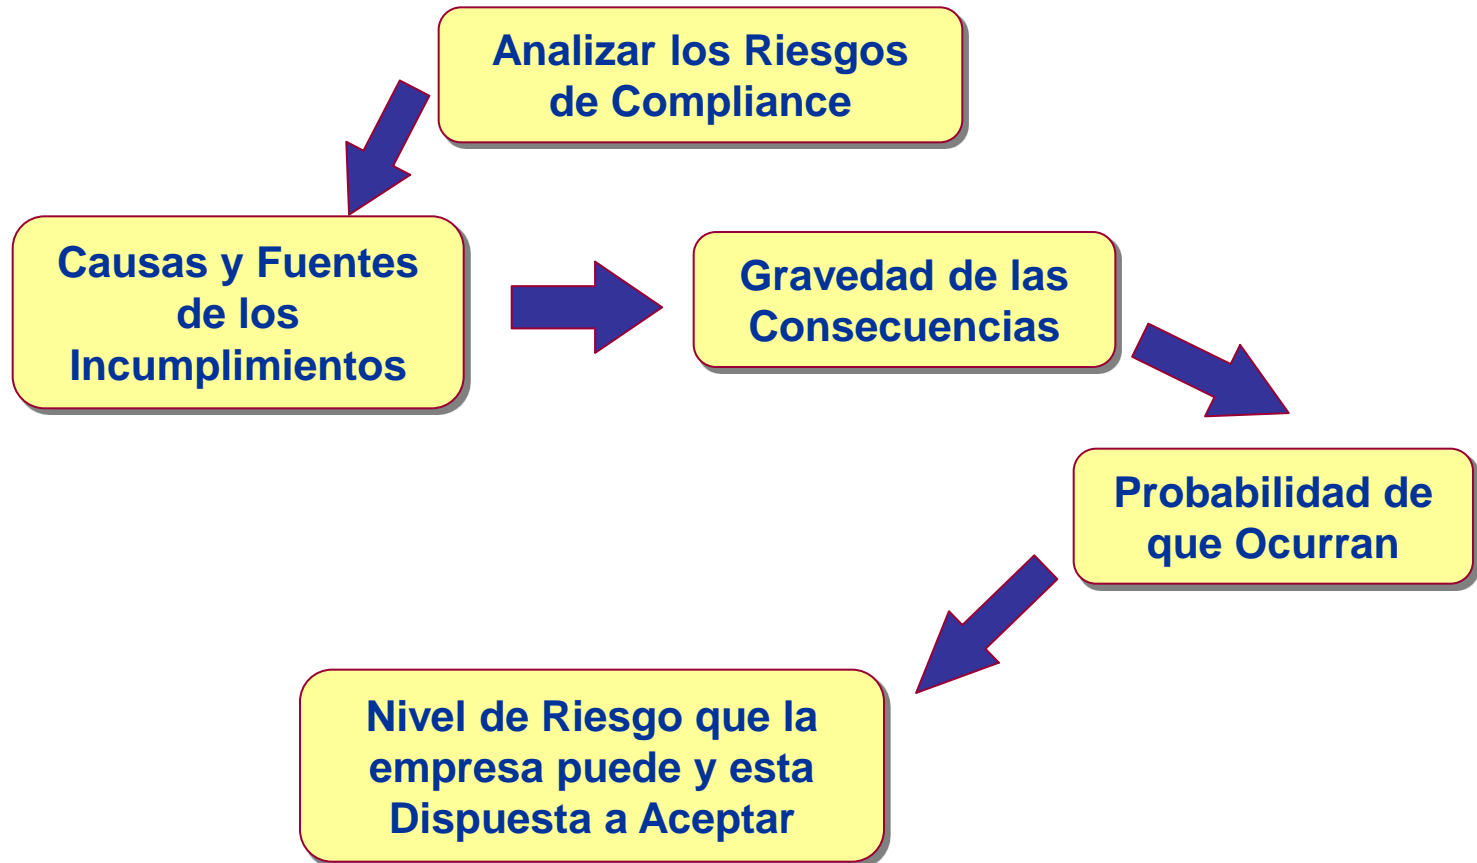 Analizar los Riesgos
de Compliance
Causas y Fuentes
de los
Incumplimientos
Gravedad de las
Consecuencias
Probabilidad de
que Ocurran
Nivel de Riesgo que la
empresa puede y esta
Dispuesta a Aceptar